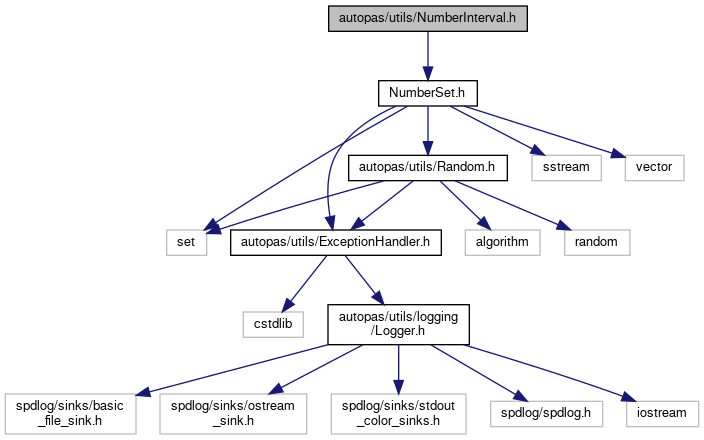 autopas/utils/NumberInterval.h
NumberSet.h
autopas/utils/Random.h
sstream
vector
set
autopas/utils/ExceptionHandler.h
algorithm
random
cstdlib
autopas/utils/logging
/Logger.h
spdlog/sinks/basic
_file_sink.h
spdlog/sinks/ostream
_sink.h
spdlog/sinks/stdout
_color_sinks.h
spdlog/spdlog.h
iostream